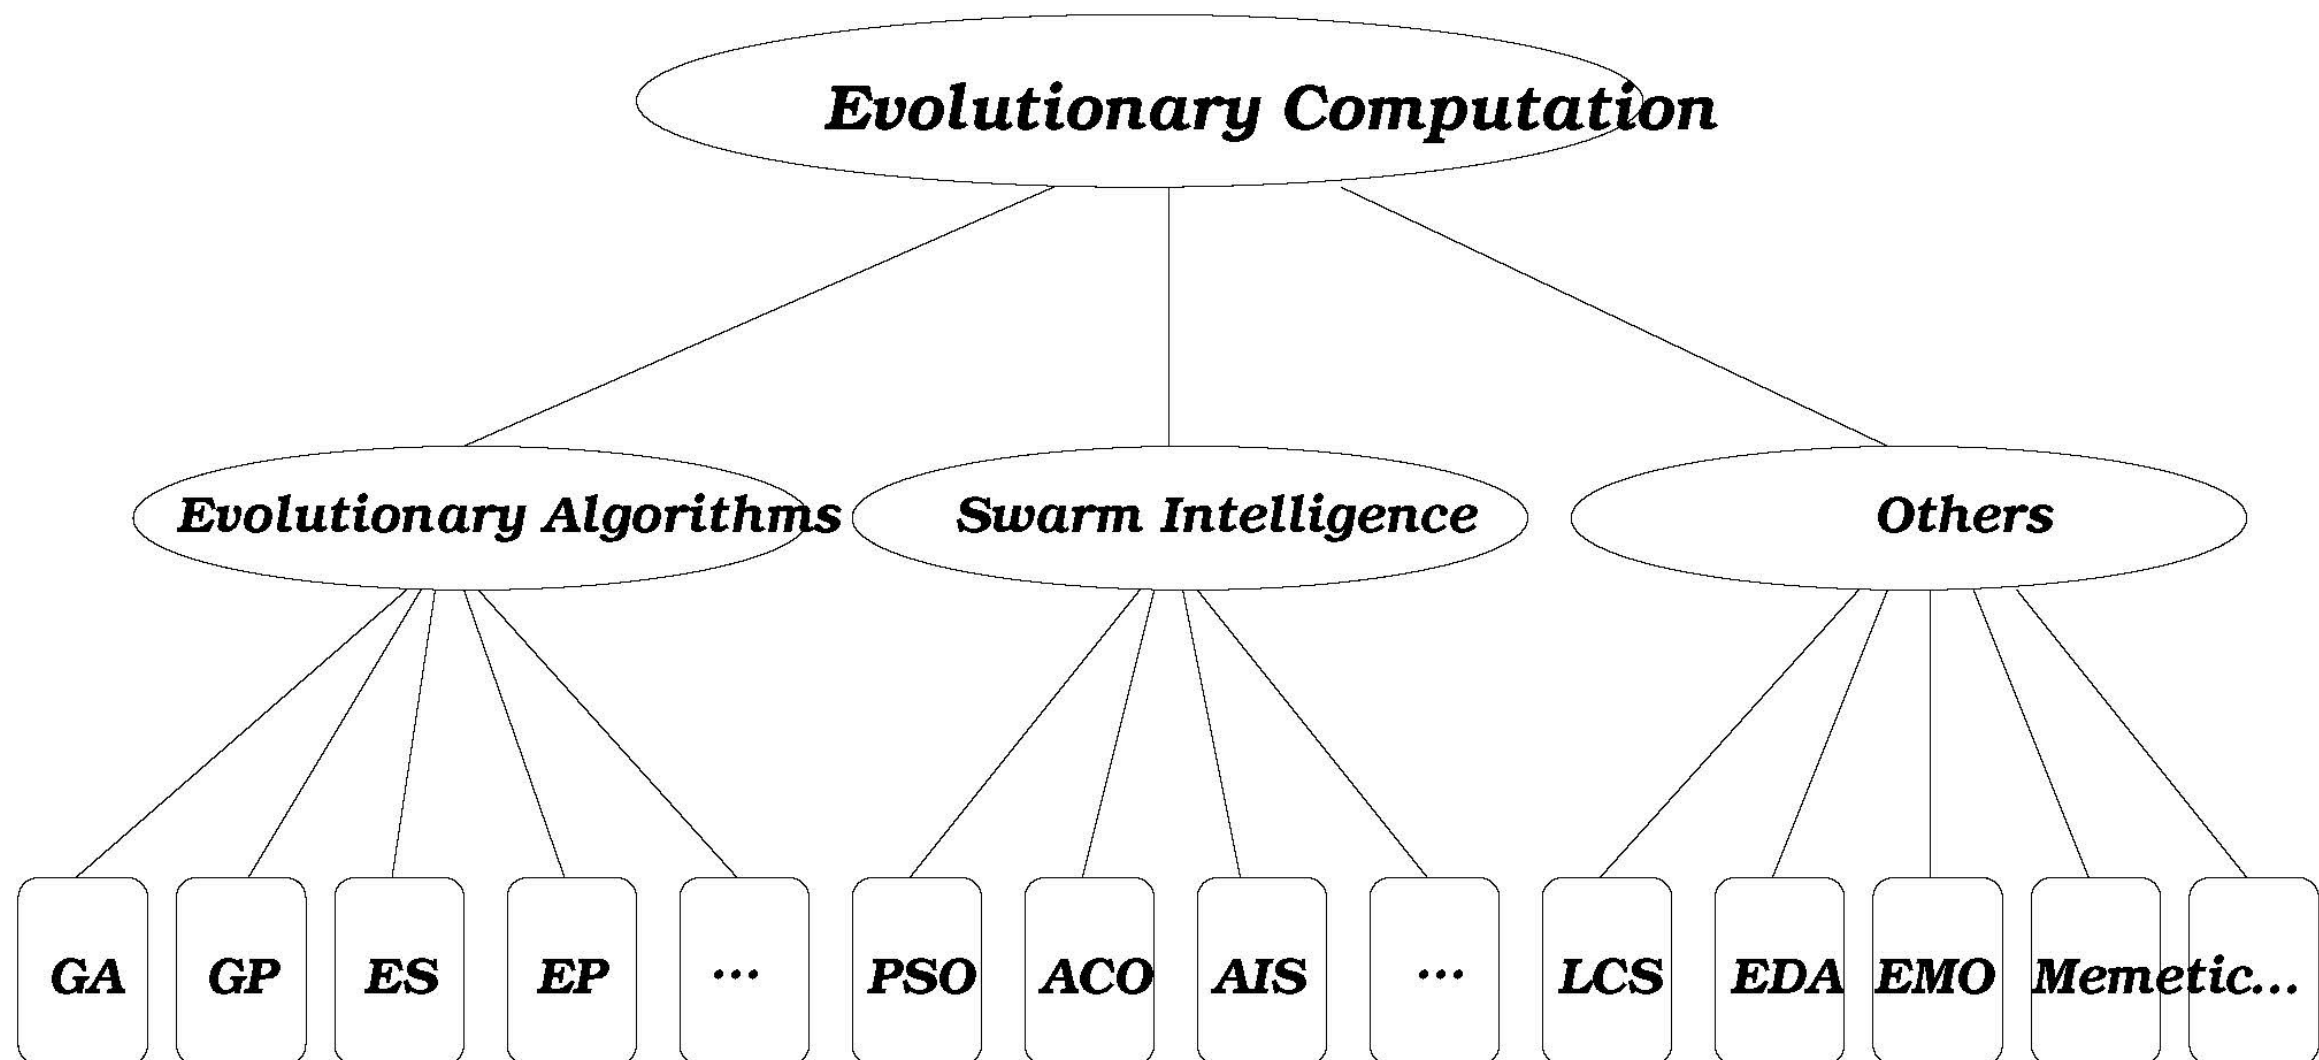 Evolutionary Computation
Evolutionary Algorithms
Swarm Intelligence
Others
GA
GP
ES
EP
...
PSO
ACO
AIS
...
LCS
EDA
EMO
Memetic
...